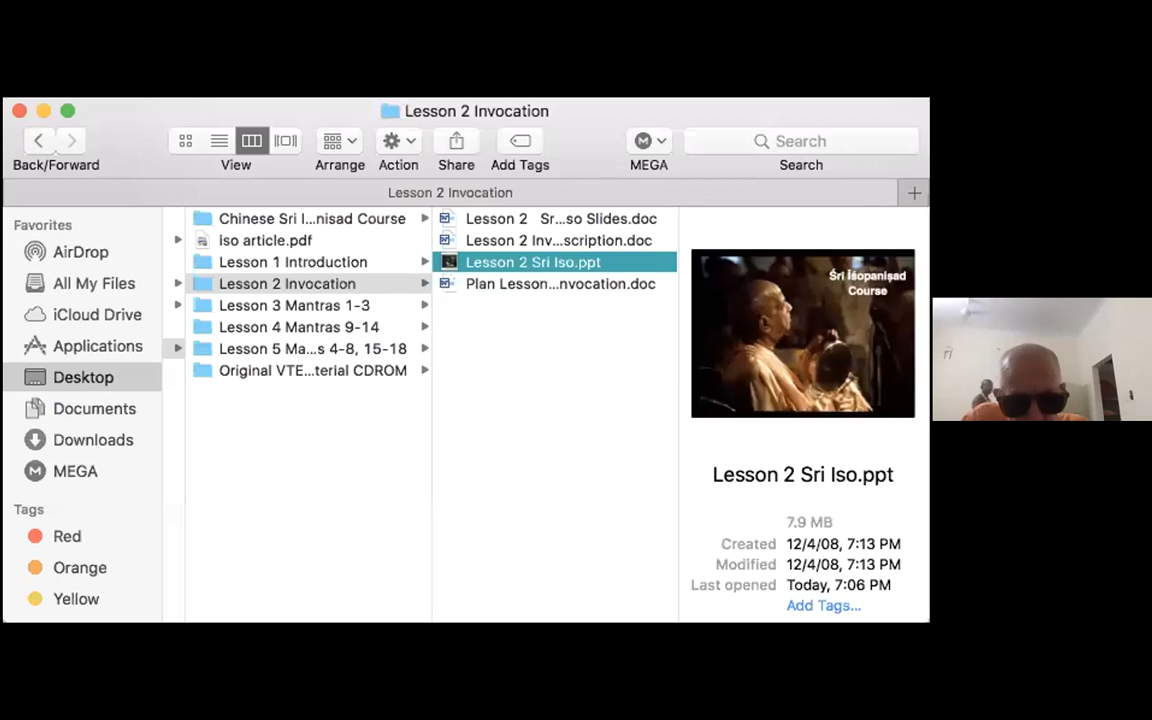 Lesson 2 Invocation
Back/Forward
View
Arrange
Action
Share
Add Tags
MEGA
Search
Search
Lesson 2 Invocation
Favorites
AirDrop
All My Files
iCloud Drive
Applications
Desktop
Documents
Downloads
MEGA
Tags
Red
Orange
Yellow
Chinese Sri I...nisad Course
iso article.pdf
Lesson 1 Introduction
Lesson 2 Invocation
Lesson 3 Mantras 1-3
Lesson 4 Mantras 9-14
Lesson 5 Ma...s 4-8, 15-18
Original VTE...terial CDROM
Lesson 2 Sr...so Slides.doc
Lesson 2 Inv...scription.doc
Lesson 2 Sri Iso.ppt
Plan Lesson...nvocation.doc
Śrī Īśopaniṣad
Course
Lesson 2 Sri Iso.ppt
7.9 MB
Created 12/4/08, 7:13 PM
Modified 12/4/08, 7:13 PM
Last opened Today, 7:06 PM
Add Tags...